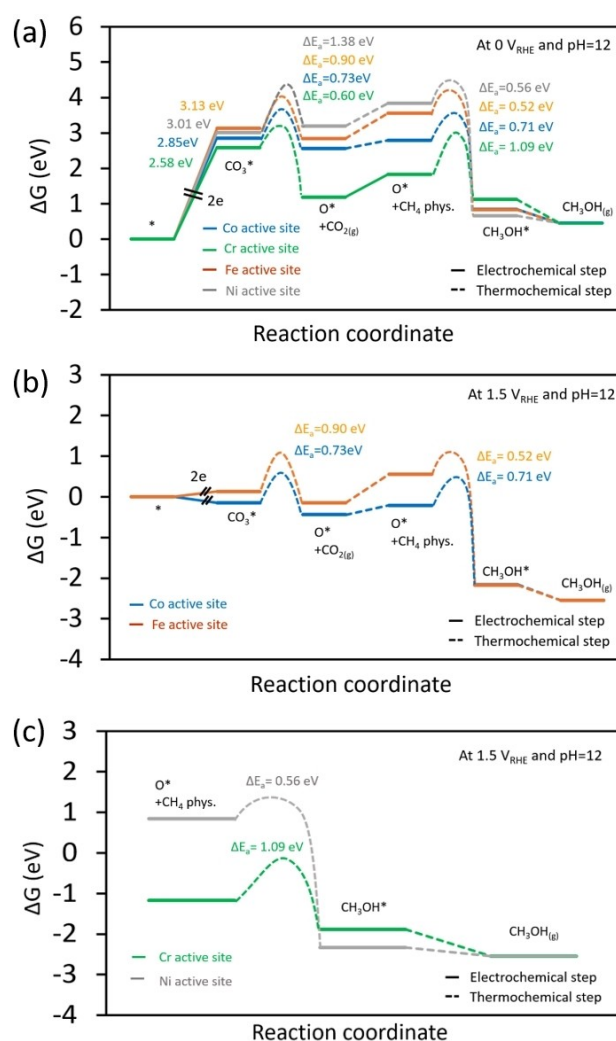 (a)
6
5
4
3
2
1
0
-1
-2
ΔG (eV)
At 0 V_RHE and pH=12
ΔE_a=1.38 eV
ΔE_a=0.90 eV
ΔE_a=0.73eV
ΔE_a=0.60 eV
ΔE_a=0.56 eV
ΔE_a=0.52 eV
ΔE_a=0.71 eV
ΔE_a=1.09 eV
3.13 eV
3.01 eV
2.85eV
2.58 eV
2e
*
CO₃*
O*
+CO₂(g)
O*
+CH₄ phys.
CH₃OH*
CH₃OH(g)
Co active site
Cr active site
Fe active site
Ni active site
Electrochemical step
Thermochemical step
Reaction coordinate
(b)
3
2
1
0
-1
-2
-3
-4
ΔG (eV)
At 1.5 V_RHE and pH=12
ΔE_a=0.90 eV
ΔE_a=0.73eV
ΔE_a=0.52 eV
ΔE_a=0.71 eV
2e
*
CO₃*
O*
+CO₂(g)
O*
+CH₄ phys.
CH₃OH*
CH₃OH(g)
Co active site
Fe active site
Electrochemical step
Thermochemical step
Reaction coordinate
(c)
3
2
1
0
-1
-2
-3
-4
ΔG (eV)
At 1.5 V_RHE and pH=12
O*
+CH₄ phys.
ΔE_a=0.56 eV
ΔE_a= 1.09 eV
CH₃OH*
CH₃OH(g)
Cr active site
Ni active site
Electrochemical step
Thermochemical step
Reaction coordinate